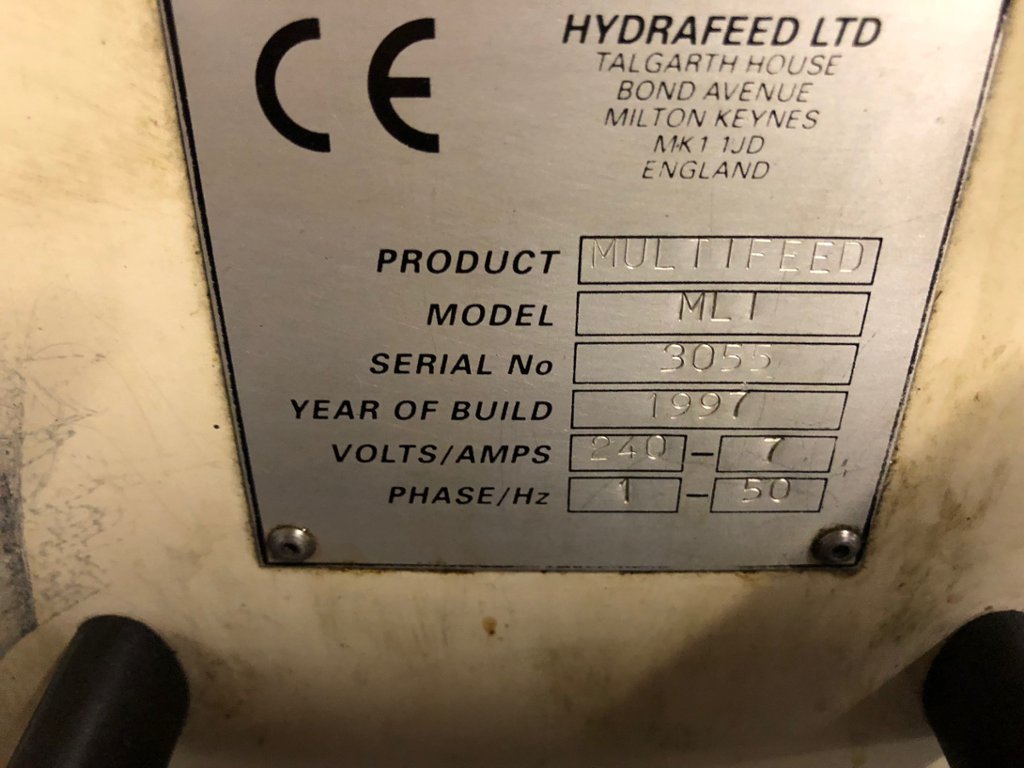 CE
HYDRAFEED LTD
TALGARTH HOUSE
BOND AVENUE
MILTON KEYNES
MK1 1JD
ENGLAND
PRODUCT MULTIFEED
MODEL ML1
SERIAL No 3055
YEAR OF BUILD 1997
VOLTS/AMPS 240 – 7
PHASE/Hz 1 – 50